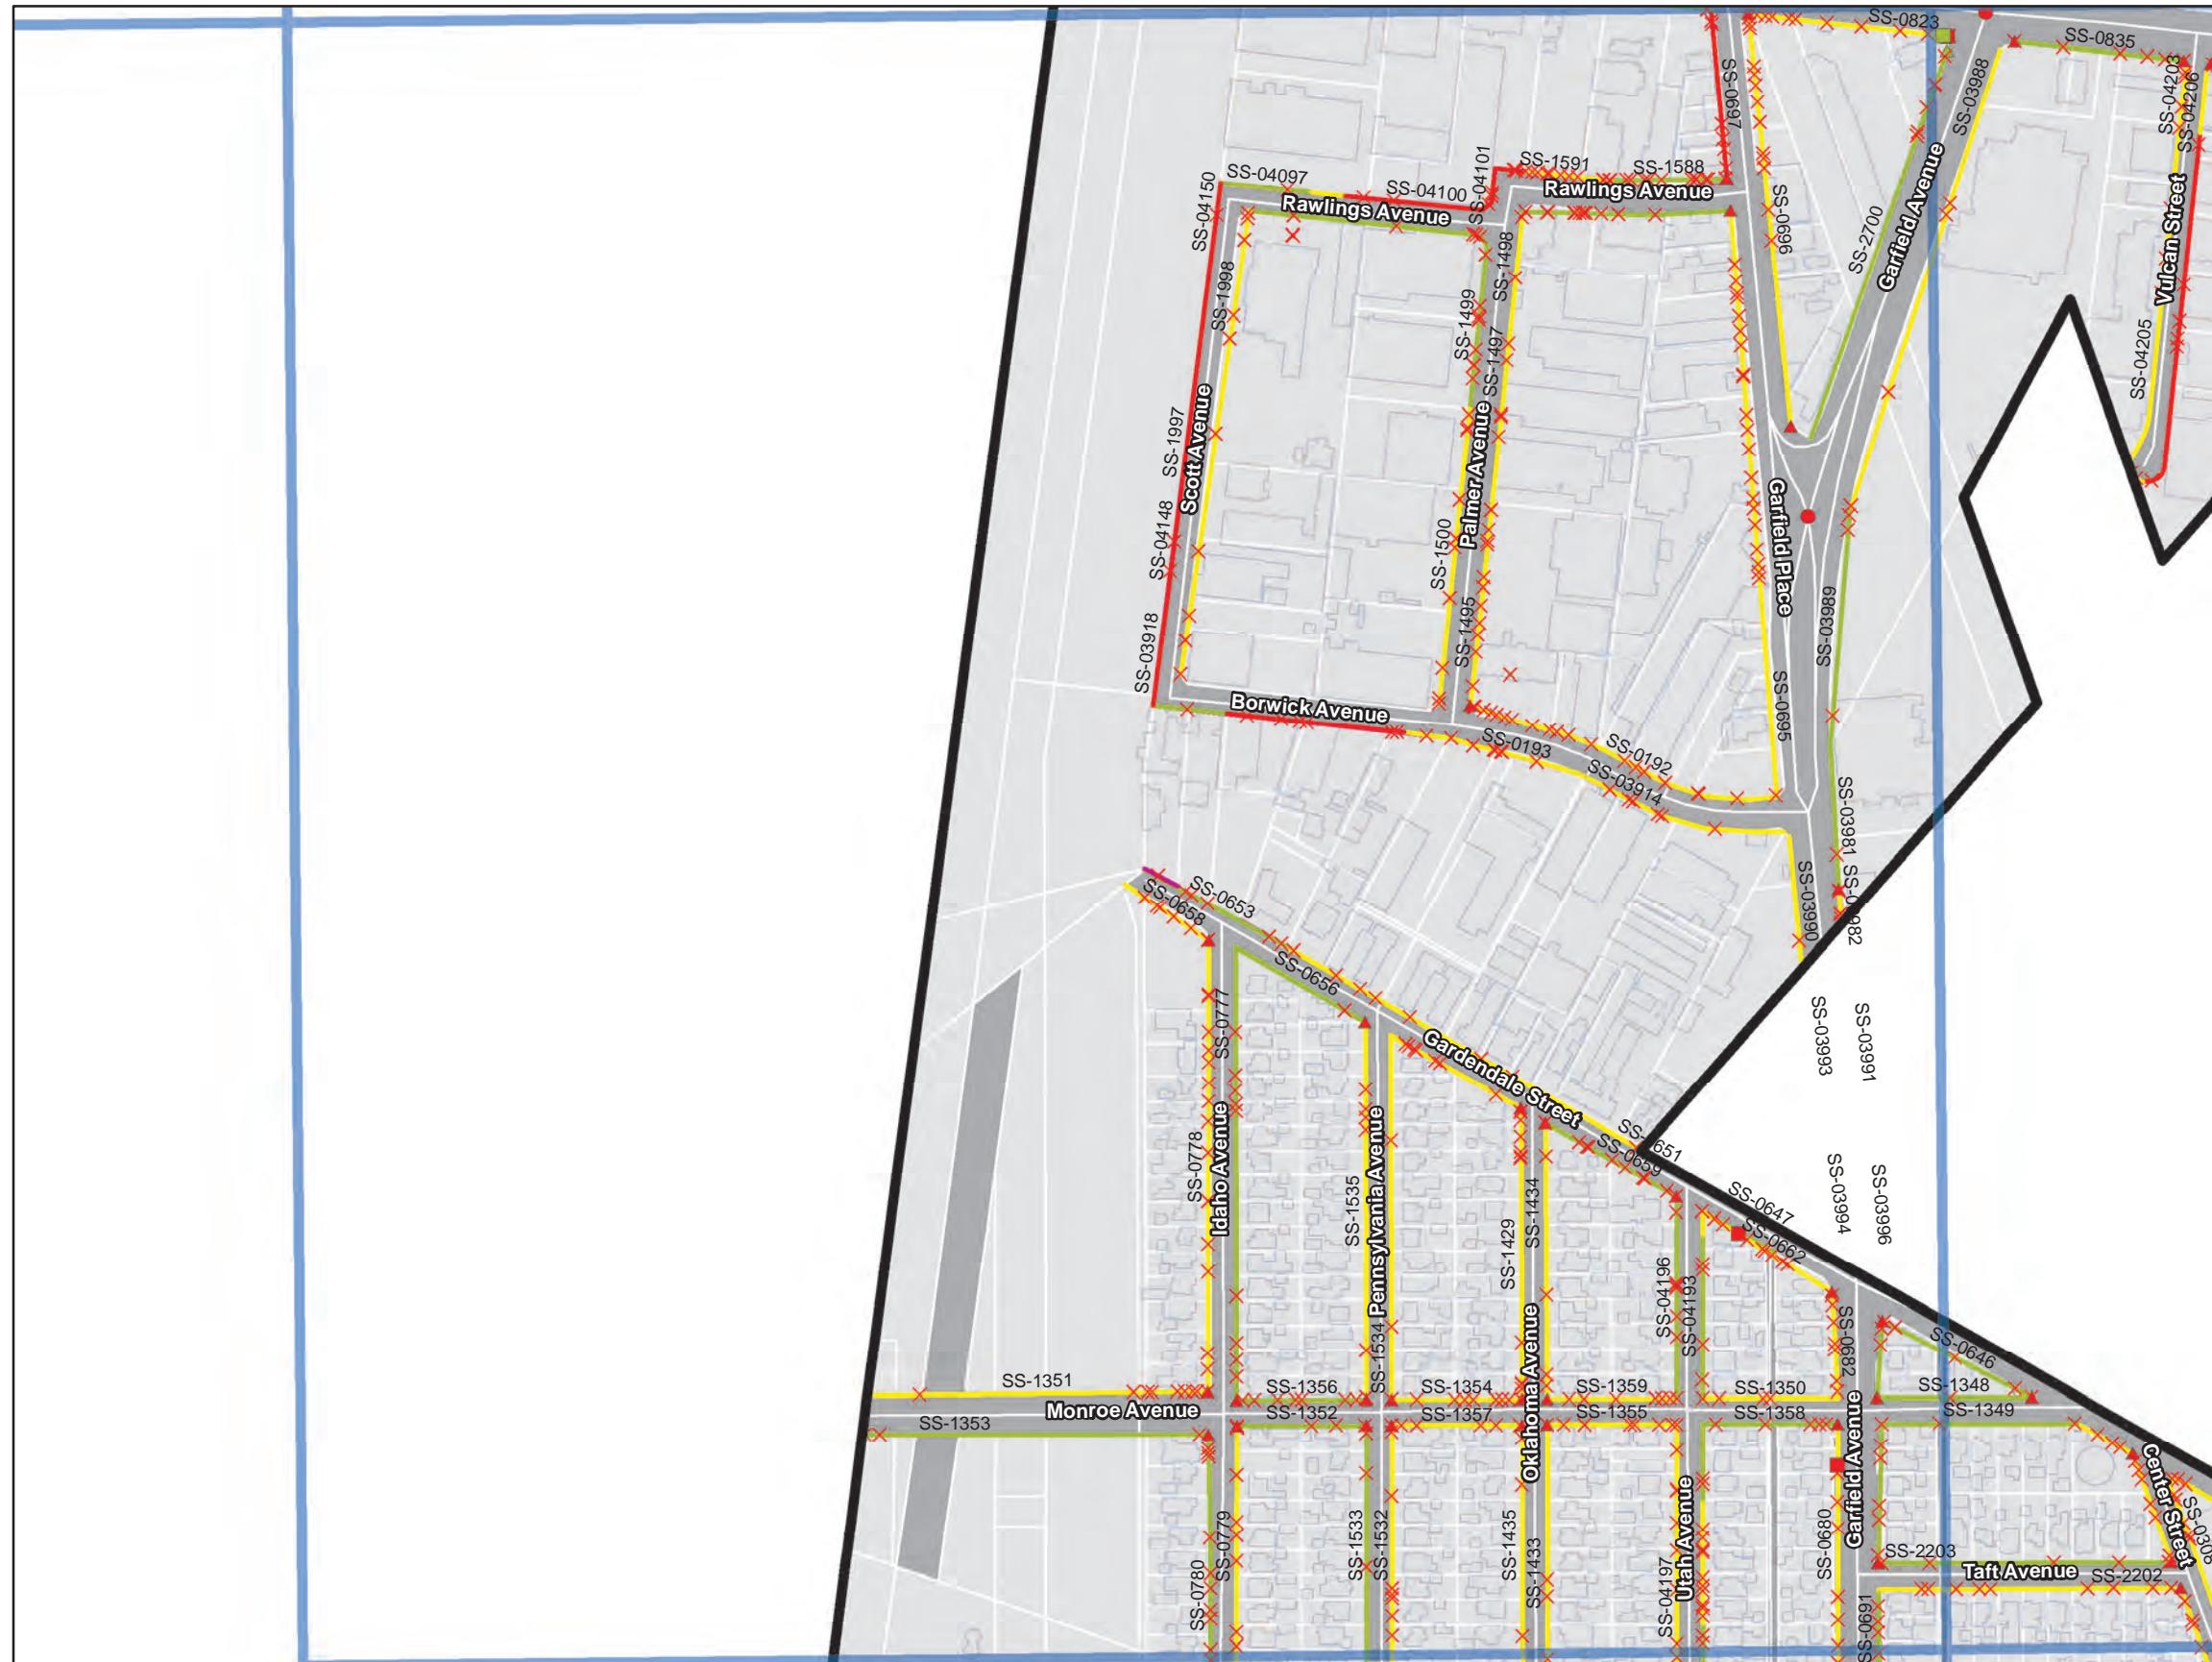 SS-0823
SS-0835
SS-0697
SS-03988
SS-04203
SS-04206
SS-04101
SS-1591
SS-1588
SS-04097
SS-04100
SS-04150
Rawlings Avenue
Rawlings Avenue
Garfield Avenue
Vulcan Street
SS-0696
SS-2700
SS-1498
SS-1998
SS-1499
SS-1497
SS-04205
SS-1997
Scott Avenue
Palmer Avenue
SS-04148
SS-1500
Garfield Place
SS-1495
SS-03989
SS-03918
SS-0695
Borwick Avenue
SS-0193
SS-0192
SS-03914
SS-03981
SS-03990
SS-0653
SS-0658
SS-0656
SS-0777
SS-03993
SS-03991
Gardendale Street
SS-0659
SS-0778
Idaho Avenue
SS-1535
Pennsylvania Avenue
SS-1434
SS-1429
SS-0647
SS-0662
SS-03994
SS-03996
SS-04196
SS-04193
SS-1534
Oklahoma Avenue
SS-0682
SS-0646
SS-1351
SS-1356
SS-1354
SS-1359
SS-1350
SS-1348
Monroe Avenue
SS-1353
SS-1352
SS-1357
SS-1355
SS-1358
SS-1349
Garfield Avenue
Center Street
Utah Avenue
SS-0779
SS-0780
SS-1533
SS-1532
SS-1435
SS-1433
SS-04197
SS-0680
SS-2203
Taft Avenue
SS-2202
SS-0691